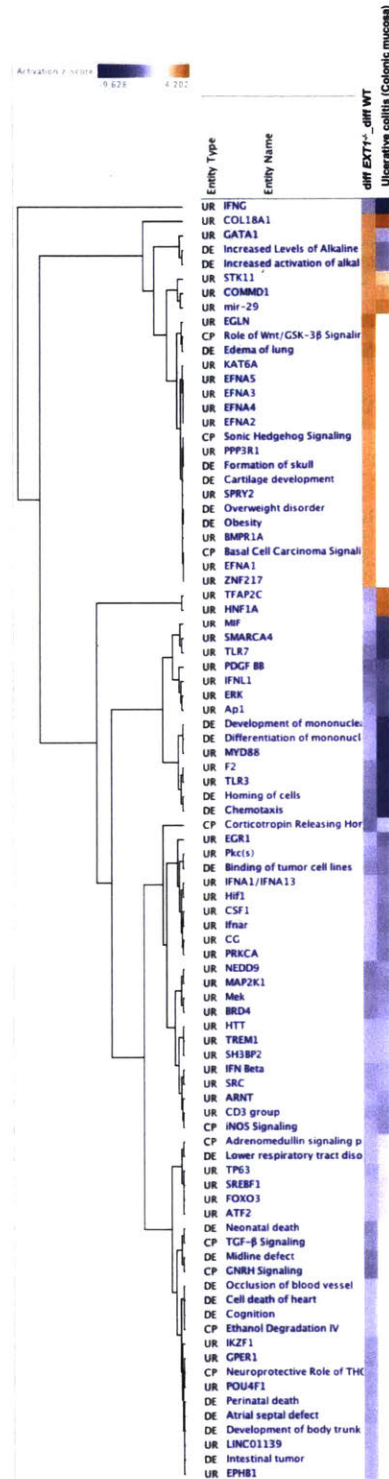 Activation z-score
-9.628 4.202
Entity Type
Entity Name
diff EXT1-/-_diff WT
Ulcerative colitis (Colonic mucosa)
UR IFNG
UR COL18A1
UR GATA1
DE Increased Levels of Alkaline
DE Increased activation of alkal
UR STK11
UR COMMD1
UR mir-29
UR EGLN
CP Role of Wnt/GSK-3β Signalir
DE Edema of lung
UR KAT6A
UR EFNA5
UR EFNA3
UR EFNA4
UR EFNA2
CP Sonic Hedgehog Signaling
UR PPP3R1
DE Formation of skull
DE Cartilage development
UR SPRY2
DE Overweight disorder
DE Obesity
UR BMPR1A
CP Basal Cell Carcinoma Signali
UR EFNA1
UR ZNF217
UR TFAP2C
UR HNF1A
UR MIF
UR SMARCA4
UR TLR7
UR PDGF BB
UR IFNL1
UR ERK
UR Ap1
DE Development of mononuclea
DE Differentiation of mononucl
UR MYD88
UR F2
UR TLR3
DE Homing of cells
DE Chemotaxis
CP Corticotropin Releasing Hor
UR EGR1
UR Pkc(s)
DE Binding of tumor cell lines
UR IFNA1/IFNA13
UR Hif1
UR CSF1
UR Ifnar
UR CG
UR PRKCA
UR NEDD9
UR MAP2K1
UR Mek
UR BRD4
UR HTT
UR TREM1
UR SH3BP2
UR IFN Beta
UR SRC
UR ARNT
UR CD3 group
CP iNOS Signaling
CP Adrenomedullin signaling p
DE Lower respiratory tract diso
UR TP63
UR SREBF1
UR FOXO3
UR ATF2
DE Neonatal death
CP TGF-β Signaling
DE Midline defect
CP GNRH Signaling
DE Occlusion of blood vessel
DE Cell death of heart
DE Cognition
CP Ethanol Degradation IV
UR IKZF1
UR GPER1
CP Neuroprotective Role of THO
UR POU4F1
DE Perinatal death
DE Atrial septal defect
DE Development of body trunk
UR LINC01139
DE Intestinal tumor
UR EPHB1